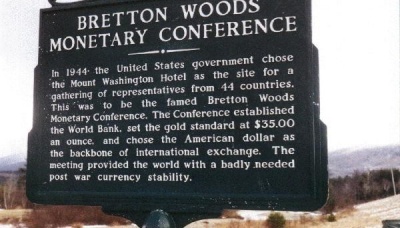 BRETTON WOODS
MONETARY CONFERENCE
In 1944 the United States government chose
the Mount Washington Hotel as the site for a
gathering of representatives from 44 countries.
This was to be the famed Bretton Woods
Monetary Conference. The Conference established
the World Bank, set the gold standard at $35.00
an ounce, and chose the American dollar as
the backbone of international exchange. The
meeting provided the world with a badly needed
post war currency stability.